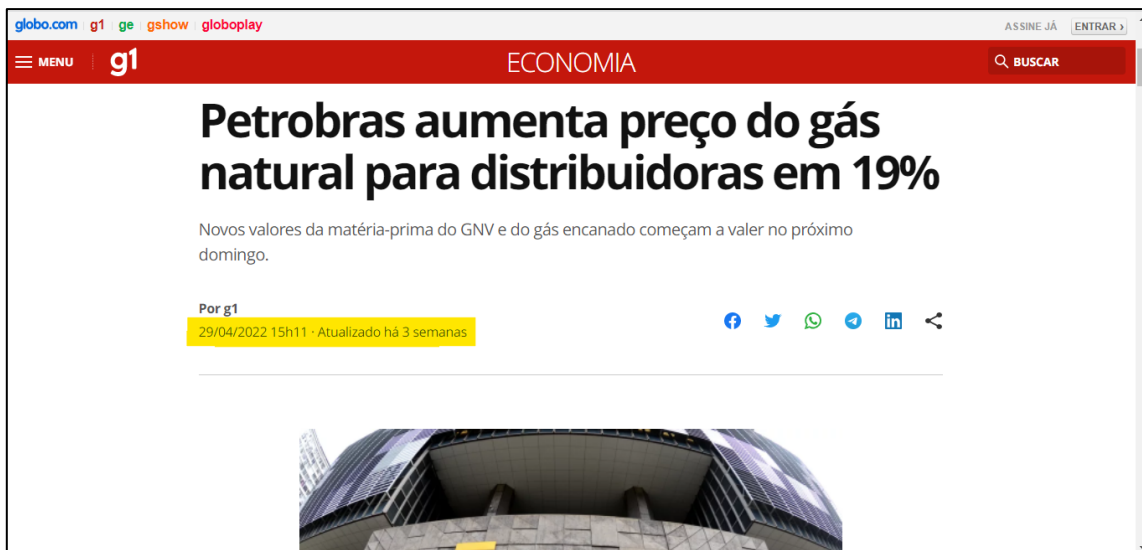 globo.com g1 ge gshow globoplay ASSINE JÁ ENTRAR ›
MENU g1 ECONOMIA BUSCAR
Petrobras aumenta preço do gás
natural para distribuidoras em 19%
Novos valores da matéria-prima do GNV e do gás encanado começam a valer no próximo
domingo.
Por g1
29/04/2022 15h11 · Atualizado há 3 semanas